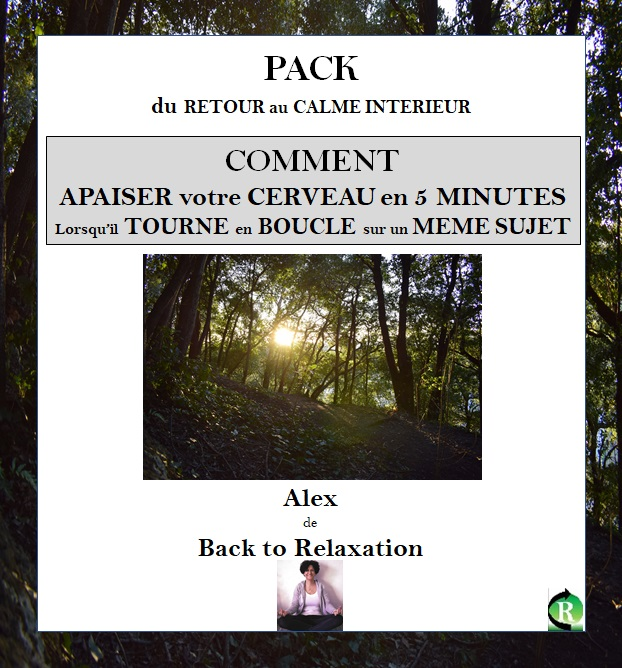 PACK
du RETOUR au CALME INTERIEUR
COMMENT
APAISER votre CERVEAU en 5 MINUTES
Lorsqu'il TOURNE en BOUCLE sur un MEME SUJET
Alex
de
Back to Relaxation
R